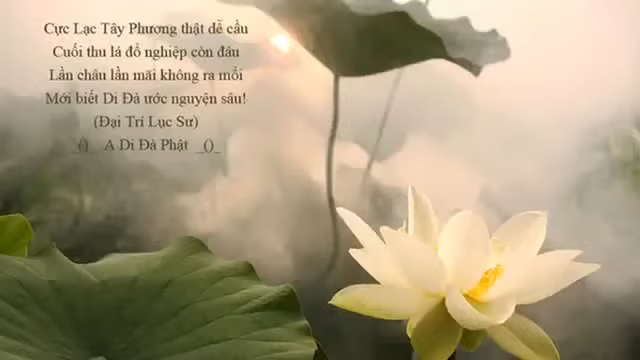 Cực Lạc Tây Phương thật dễ cầu
Cuối thu lá đổ nghiệp còn đâu
Lần châu lần mãi không ra mối
Mới biết Di Đà ước nguyện sâu!
(Đại Trí Lục Sư)
_()_ A Di Đà Phật _()_